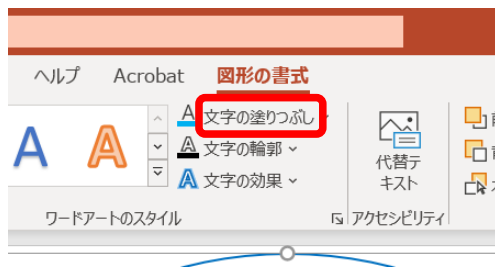 ヘルプ Acrobat 図形の書式
A A
A 文字の塗りつぶし
A 文字の輪郭
A 文字の効果
代替テ
キスト
ワードアートのスタイル
アクセシビリティ